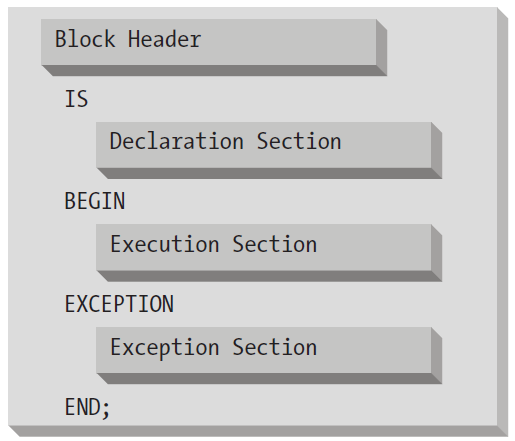 Block Header
IS
Declaration Section
BEGIN
Execution Section
EXCEPTION
Exception Section
END;